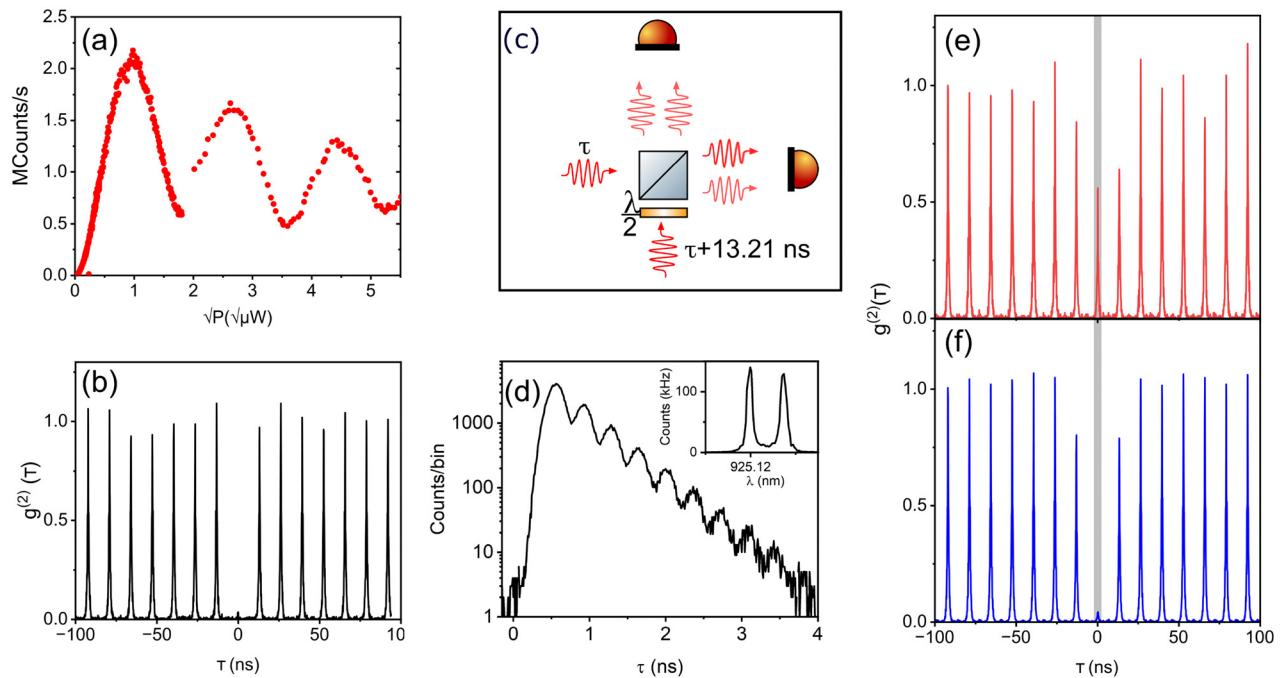 (a)
2.5
2.0
1.5
1.0
0.5
0.0
MCounts/s
0 1 2 3 4 5
√P(√μW)
(b)
1.0
0.5
0.0
g(2) (τ)
−100 −50 0 50 10
τ (ns)
(c)
τ
λ
2
τ+13.21 ns
(d)
1000
100
10
1
Counts/bin
0 1 2 3 4
τ (ns)
100
0
Counts (kHz)
925.12
λ (nm)
(e)
1.0
0.5
0.0
g(2)(τ)
(f)
1.0
0.5
0.0
−100 −50 0 50 100
τ (ns)